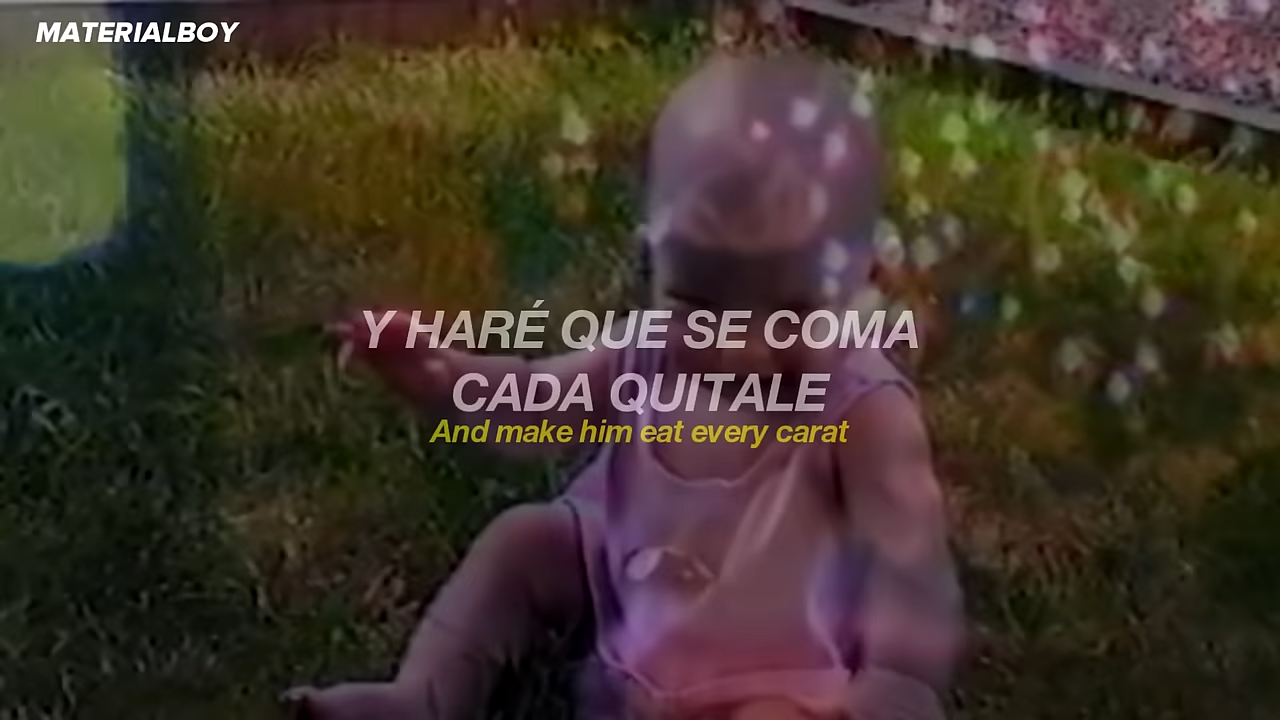 MATERIALBOY
Y HARÉ QUE SE COMA
CADA QUITALE
And make him eat every carat